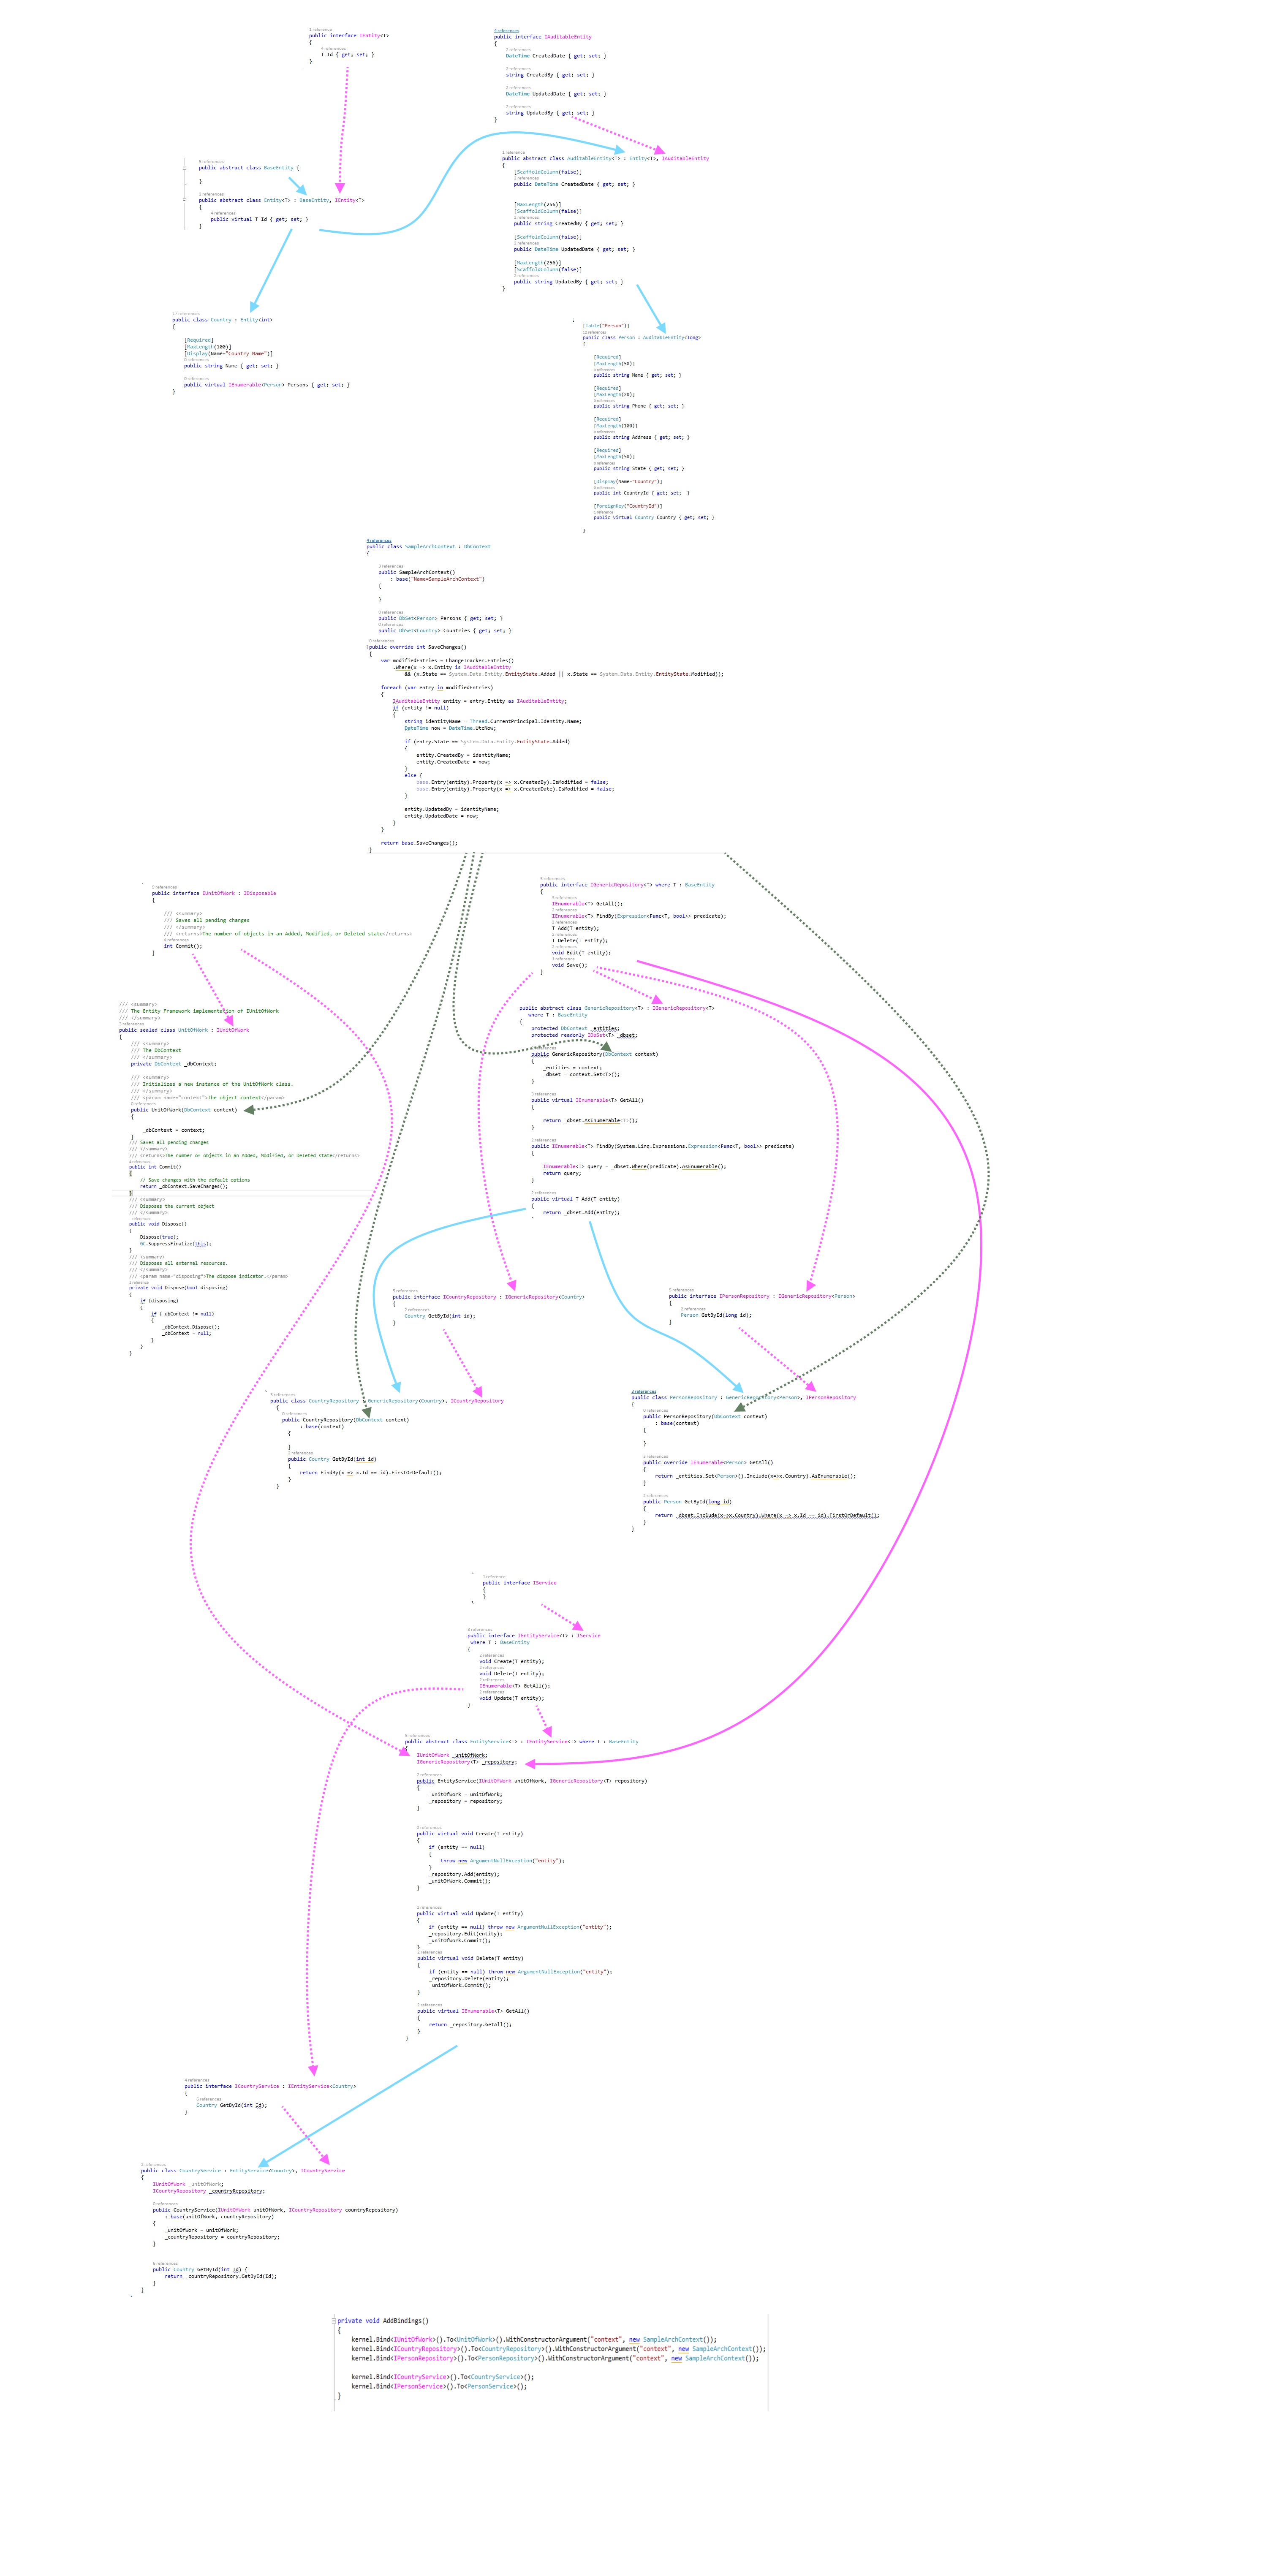 1 reference
public interface IEntity<T>
{
4 references
T Id { get; set; }
}
4 references
public interface IAuditableEntity
{
2 references
DateTime CreatedDate { get; set; }
2 references
string CreatedBy { get; set; }
2 references
DateTime UpdatedDate { get; set; }
2 references
string UpdatedBy { get; set; }
}
public abstract class BaseEntity {
}
2 references
public abstract class Entity<T> : BaseEntity, IEntity<T>
{
4 references
public virtual T Id { get; set; }
}
1 reference
public abstract class AuditableEntity<T> : Entity<T>, IAuditableEntity
{
[ScaffoldColumn(false)]
2 references
public DateTime CreatedDate { get; set; }
[MaxLength(256)]
[ScaffoldColumn(false)]
2 references
public string CreatedBy { get; set; }
[ScaffoldColumn(false)]
2 references
public DateTime UpdatedDate { get; set; }
[MaxLength(256)]
[ScaffoldColumn(false)]
2 references
public string UpdatedBy { get; set; }
}
17 references
public class Country : Entity<int>
{
[Required]
[MaxLength(100)]
[Display(Name="Country Name")]
0 references
public string Name { get; set; }
0 references
public virtual IEnumerable<Person> Persons { get; set; }
}
[Table("Person")]
public class Person : AuditableEntity<long>
{
[Required]
[MaxLength(50)]
0 references
public string Name { get; set; }
[Required]
[MaxLength(20)]
0 references
public string Phone { get; set; }
[Required]
[MaxLength(100)]
0 references
public string Address { get; set; }
[Required]
[MaxLength(50)]
0 references
public string State { get; set; }
[Display(Name="Country")]
0 references
public int CountryId { get; set;  }
[ForeignKey("CountryId")]
public virtual Country Country { get; set; }
}
public class SampleArchContext : DbContext
{
3 references
public SampleArchContext()
: base("Name=SampleArchContext")
{
}
0 references
public DbSet<Person> Persons { get; set; }
0 references
public DbSet<Country> Countries { get; set; }
0 references
public override int SaveChanges()
{
var modifiedEntries = ChangeTracker.Entries()
.Where(x => x.Entity is IAuditableEntity
&& (x.State == System.Data.Entity.EntityState.Added || x.State == System.Data.Entity.EntityState.Modified));
foreach (var entry in modifiedEntries)
{
IAuditableEntity entity = entry.Entity as IAuditableEntity;
if (entity != null)
{
string identityName = Thread.CurrentPrincipal.Identity.Name;
DateTime now = DateTime.UtcNow;
if (entry.State == System.Data.Entity.EntityState.Added)
{
entity.CreatedBy = identityName;
entity.CreatedDate = now;
}
else {
base.Entry(entity).Property(x => x.CreatedBy).IsModified = false;
base.Entry(entity).Property(x => x.CreatedDate).IsModified = false;
}
entity.UpdatedBy = identityName;
entity.UpdatedDate = now;
}
}
return base.SaveChanges();
}
public interface IUnitOfWork : IDisposable
{
/// <summary>
/// Saves all pending changes
/// </summary>
/// <returns>The number of objects in an Added, Modified, or Deleted state</returns>
4 references
int Commit();
}
public interface IGenericRepository<T> where T : BaseEntity
{
3 references
IEnumerable<T> GetAll();
2 references
IEnumerable<T> FindBy(Expression<Func<T, bool>> predicate);
2 references
T Add(T entity);
2 references
T Delete(T entity);
2 references
void Edit(T entity);
1 reference
void Save();
}
/// <summary>
/// The Entity Framework implementation of IUnitOfWork
/// </summary>
3 references
public sealed class UnitOfWork : IUnitOfWork
{
/// <summary>
/// The DbContext
/// </summary>
private DbContext _dbContext;
/// <summary>
/// Initializes a new instance of the UnitOfWork class.
/// </summary>
/// <param name="context">The object context</param>
0 references
public UnitOfWork(DbContext context)
{
_dbContext = context;
}
/// Saves all pending changes
/// </summary>
/// <returns>The number of objects in an Added, Modified, or Deleted state</returns>
4 references
public int Commit()
{
// Save changes with the default options
return _dbContext.SaveChanges();
}
/// <summary>
/// Disposes the current object
/// </summary>
public void Dispose()
{
Dispose(true);
GC.SuppressFinalize(this);
}
/// <summary>
/// Disposes all external resources.
/// </summary>
/// <param name="disposing">The dispose indicator.</param>
1 reference
private void Dispose(bool disposing)
{
if (disposing)
{
if (_dbContext != null)
{
_dbContext.Dispose();
_dbContext = null;
}
}
}
public abstract class GenericRepository<T> : IGenericRepository<T>
where T : BaseEntity
{
protected DbContext _entities;
protected readonly IDbSet<T> _dbset;
public GenericRepository(DbContext context)
{
_entities = context;
_dbset = context.Set<T>();
}
3 references
public virtual IEnumerable<T> GetAll()
{
return _dbset.AsEnumerable<T>();
}
2 references
public IEnumerable<T> FindBy(System.Linq.Expressions.Expression<Func<T, bool>> predicate)
{
IEnumerable<T> query = _dbset.Where(predicate).AsEnumerable();
return query;
}
2 references
public virtual T Add(T entity)
{
return _dbset.Add(entity);
public interface ICountryRepository : IGenericRepository<Country>
{
2 references
Country GetById(int id);
}
public interface IPersonRepository : IGenericRepository<Person>
{
Person GetById(long id);
}
public class CountryRepository : GenericRepository<Country>, ICountryRepository
{
0 references
public CountryRepository(DbContext context)
: base(context)
{
}
2 references
public Country GetById(int id)
{
return FindBy(x => x.Id == id).FirstOrDefault();
}
}
public class PersonRepository : GenericRepository<Person>, IPersonRepository
{
0 references
public PersonRepository(DbContext context)
: base(context)
{
}
3 references
public override IEnumerable<Person> GetAll()
{
return _entities.Set<Person>().Include(x=>x.Country).AsEnumerable();
}
2 references
public Person GetById(long id)
{
return _dbset.Include(x=>x.Country).Where(x => x.Id == id).FirstOrDefault();
}
}
1 reference
public interface IService
{
}
3 references
public interface IEntityService<T> : IService
where T : BaseEntity
{
2 references
void Create(T entity);
2 references
void Delete(T entity);
2 references
IEnumerable<T> GetAll();
2 references
void Update(T entity);
}
public abstract class EntityService<T> : IEntityService<T> where T : BaseEntity
{
IUnitOfWork _unitOfWork;
IGenericRepository<T> _repository;
2 references
public EntityService(IUnitOfWork unitOfWork, IGenericRepository<T> repository)
{
_unitOfWork = unitOfWork;
_repository = repository;
}
2 references
public virtual void Create(T entity)
{
if (entity == null)
{
throw new ArgumentNullException("entity");
}
_repository.Add(entity);
_unitOfWork.Commit();
}
2 references
public virtual void Update(T entity)
{
if (entity == null) throw new ArgumentNullException("entity");
_repository.Edit(entity);
_unitOfWork.Commit();
}
2 references
public virtual void Delete(T entity)
{
if (entity == null) throw new ArgumentNullException("entity");
_repository.Delete(entity);
_unitOfWork.Commit();
}
2 references
public virtual IEnumerable<T> GetAll()
{
return _repository.GetAll();
}
}
4 references
public interface ICountryService : IEntityService<Country>
{
6 references
Country GetById(int Id);
}
2 references
public class CountryService : EntityService<Country>, ICountryService
{
IUnitOfWork _unitOfWork;
ICountryRepository _countryRepository;
0 references
public CountryService(IUnitOfWork unitOfWork, ICountryRepository countryRepository)
: base(unitOfWork, countryRepository)
{
_unitOfWork = unitOfWork;
_countryRepository = countryRepository;
}
6 references
public Country GetById(int Id) {
return _countryRepository.GetById(Id);
}
}
private void AddBindings()
{
kernel.Bind<IUnitOfWork>().To<UnitOfWork>().WithConstructorArgument("context", new SampleArchContext());
kernel.Bind<ICountryRepository>().To<CountryRepository>().WithConstructorArgument("context", new SampleArchContext());
kernel.Bind<IPersonRepository>().To<PersonRepository>().WithConstructorArgument("context", new SampleArchContext());
kernel.Bind<ICountryService>().To<CountryService>();
kernel.Bind<IPersonService>().To<PersonService>();
}